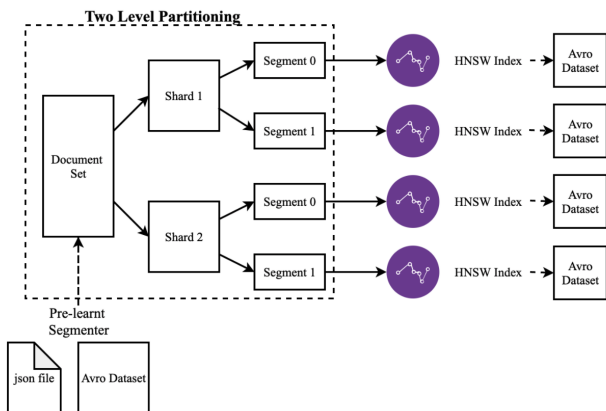 Two Level Partitioning
Document
Set
Shard 1
Shard 2
Segment 0
Segment 1
Segment 0
Segment 1
HNSW Index
Avro
Dataset
HNSW Index
Avro
Dataset
HNSW Index
Avro
Dataset
HNSW Index
Avro
Dataset
Pre-learnt
Segmenter
json file
Avro Dataset